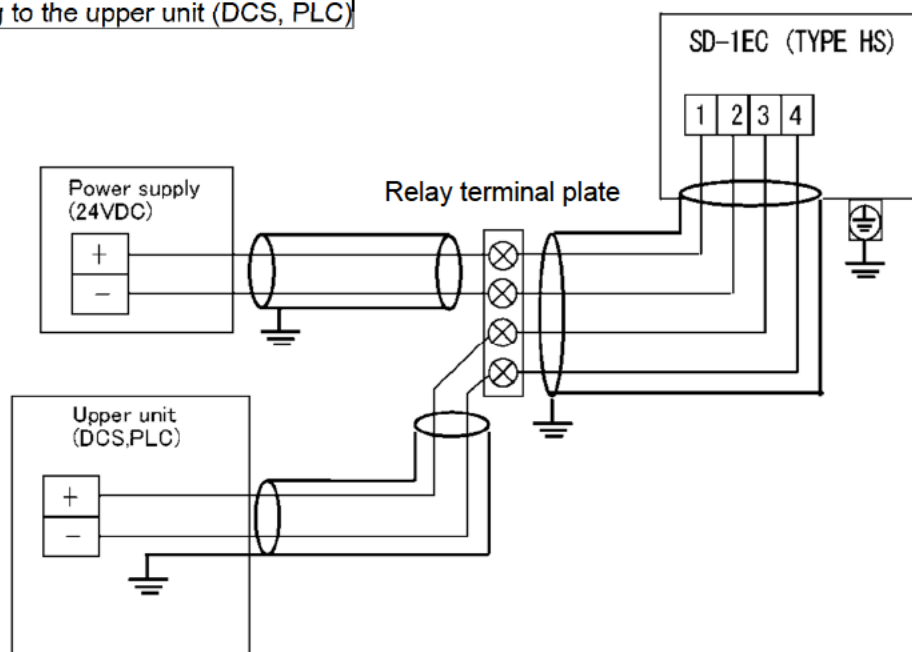 to the upper unit (DCS, PLC)
SD-1EC (TYPE HS)
1 2 3 4
Power supply
(24VDC)
+
−
Relay terminal plate
Upper unit
(DCS,PLC)
+
−